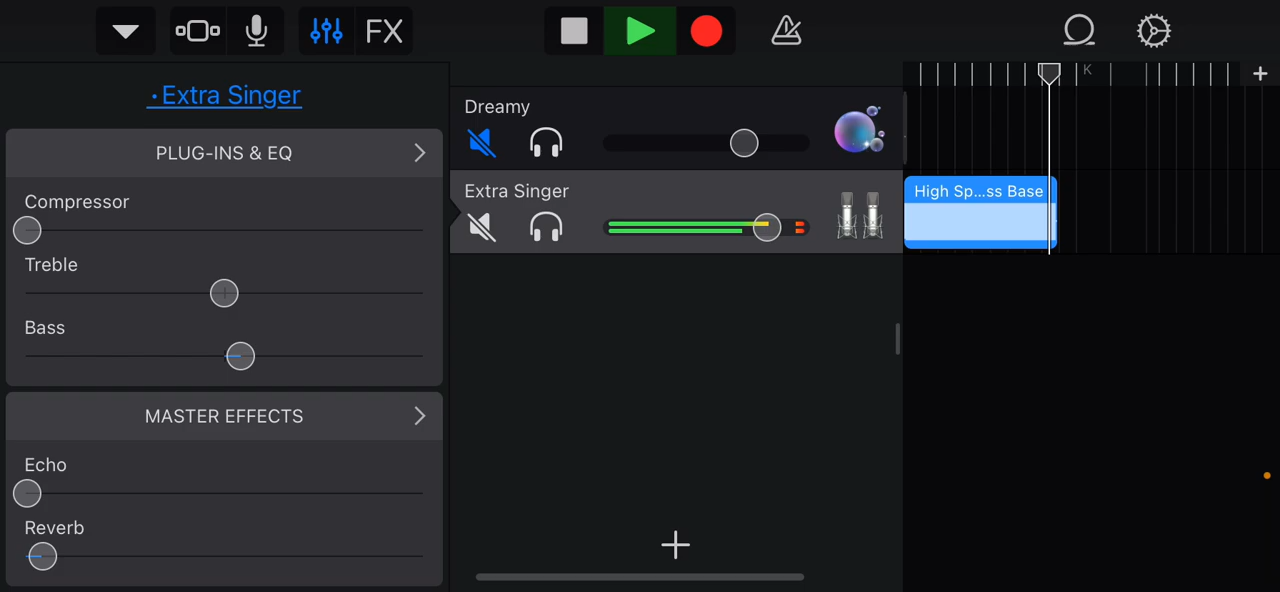 FX
· Extra Singer
PLUG-INS & EQ
Compressor
Treble
Bass
MASTER EFFECTS
Echo
Reverb
Dreamy
Extra Singer
K
+
High Sp...ss Base
+